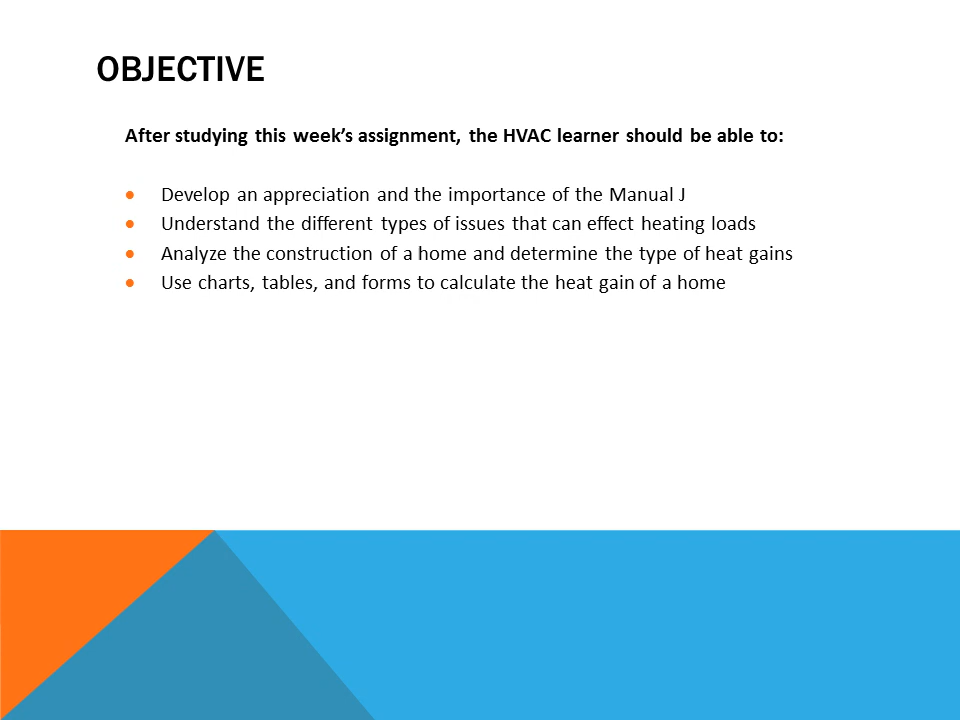 OBJECTIVE
After studying this week’s assignment, the HVAC learner should be able to:
• Develop an appreciation and the importance of the Manual J
• Understand the different types of issues that can effect heating loads
• Analyze the construction of a home and determine the type of heat gains
• Use charts, tables, and forms to calculate the heat gain of a home